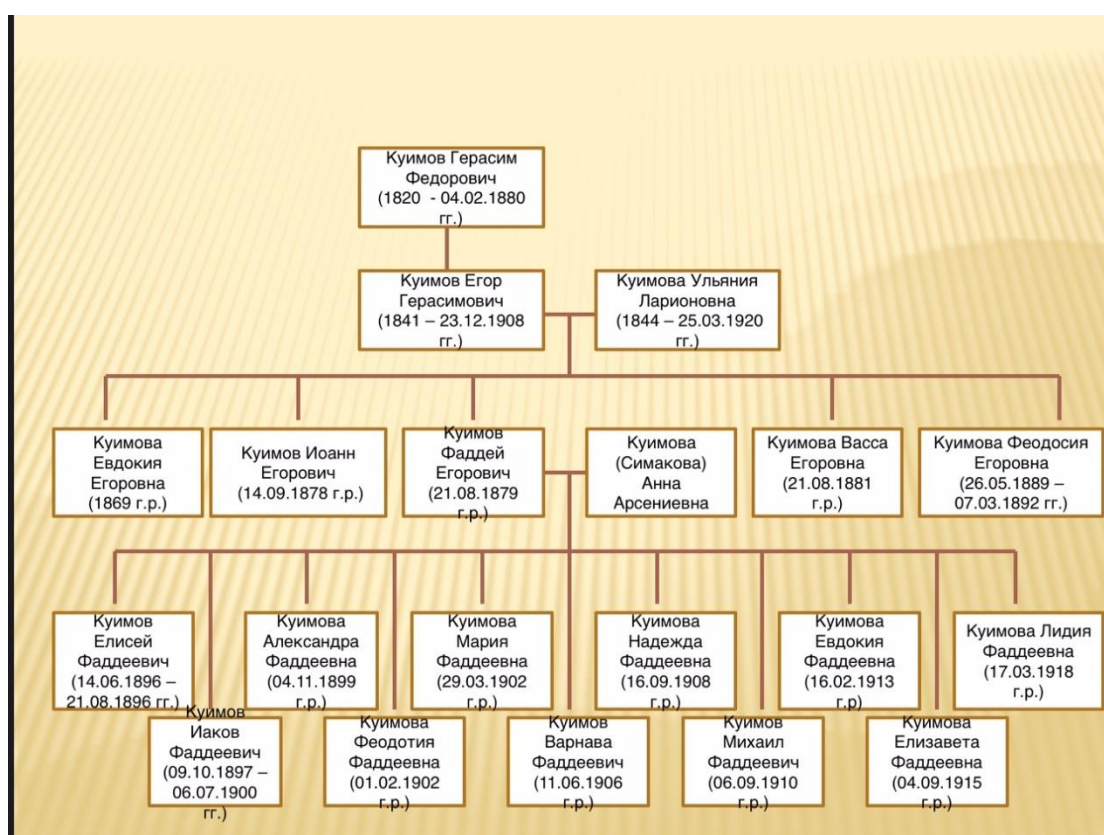 Куимов Герасим
Федорович
(1820 - 04.02.1880
гг.)
Куимов Егор
Герасимович
(1841 – 23.12.1908
гг.)
Куимова Ульяния
Ларионовна
(1844 – 25.03.1920
гг.)
Куимова
Евдокия
Егоровна
(1869 г.р.)
Куимов Иоанн
Егорович
(14.09.1878 г.р.)
Куимов
Фаддей
Егорович
(21.08.1879
г.р.)
Куимова
(Симакова)
Анна
Арсениевна
Куимова Васса
Егоровна
(21.08.1881
г.р.)
Куимова Феодосия
Егоровна
(26.05.1889 –
07.03.1892 гг.)
Куимов
Елисей
Фаддеевич
(14.06.1896 –
21.08.1896 гг.)
Куимова
Александра
Фаддеевна
(04.11.1899
г.р.)
Куимова
Мария
Фаддеевна
(29.03.1902
г.р.)
Куимова
Надежда
Фаддеевна
(16.09.1908
г.р.)
Куимова
Евдокия
Фаддеевна
(16.02.1913
г.р)
Куимова Лидия
Фаддеевна
(17.03.1918
г.р.)
Куимов
Иаков
Фаддеевич
(09.10.1897 –
06.07.1900
гг.)
Куимова
Феодотия
Фаддеевна
(01.02.1902
г.р.)
Куимов
Варнава
Фаддеевич
(11.06.1906
г.р.)
Куимов
Михаил
Фаддеевич
(06.09.1910
г.р.)
Куимова
Елизавета
Фаддеевна
(04.09.1915
г.р.)